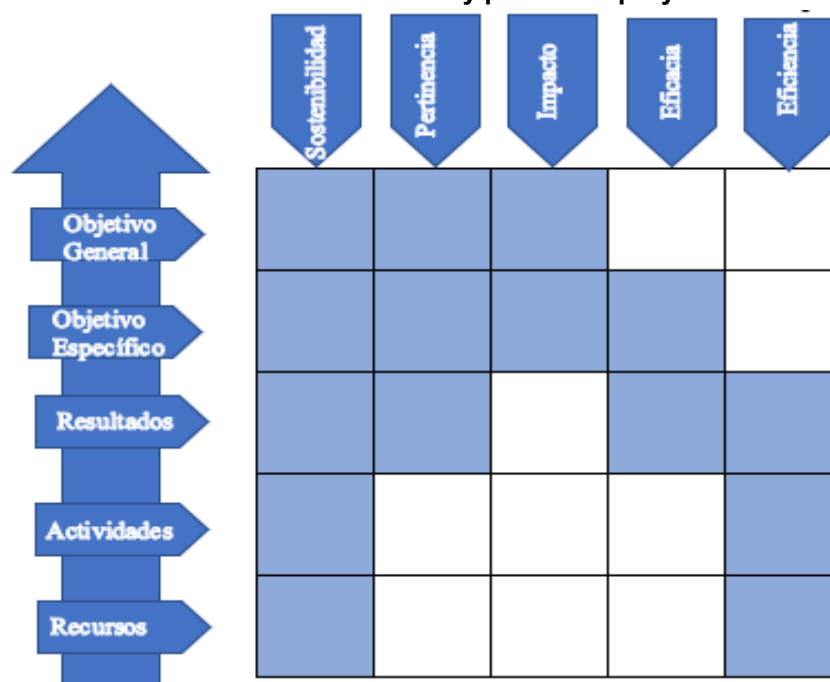 Sostenibilidad
Pertinencia
Impacto
Eficacia
Eficiencia
Objetivo
General
Objetivo
Específico
Resultados
Actividades
Recursos